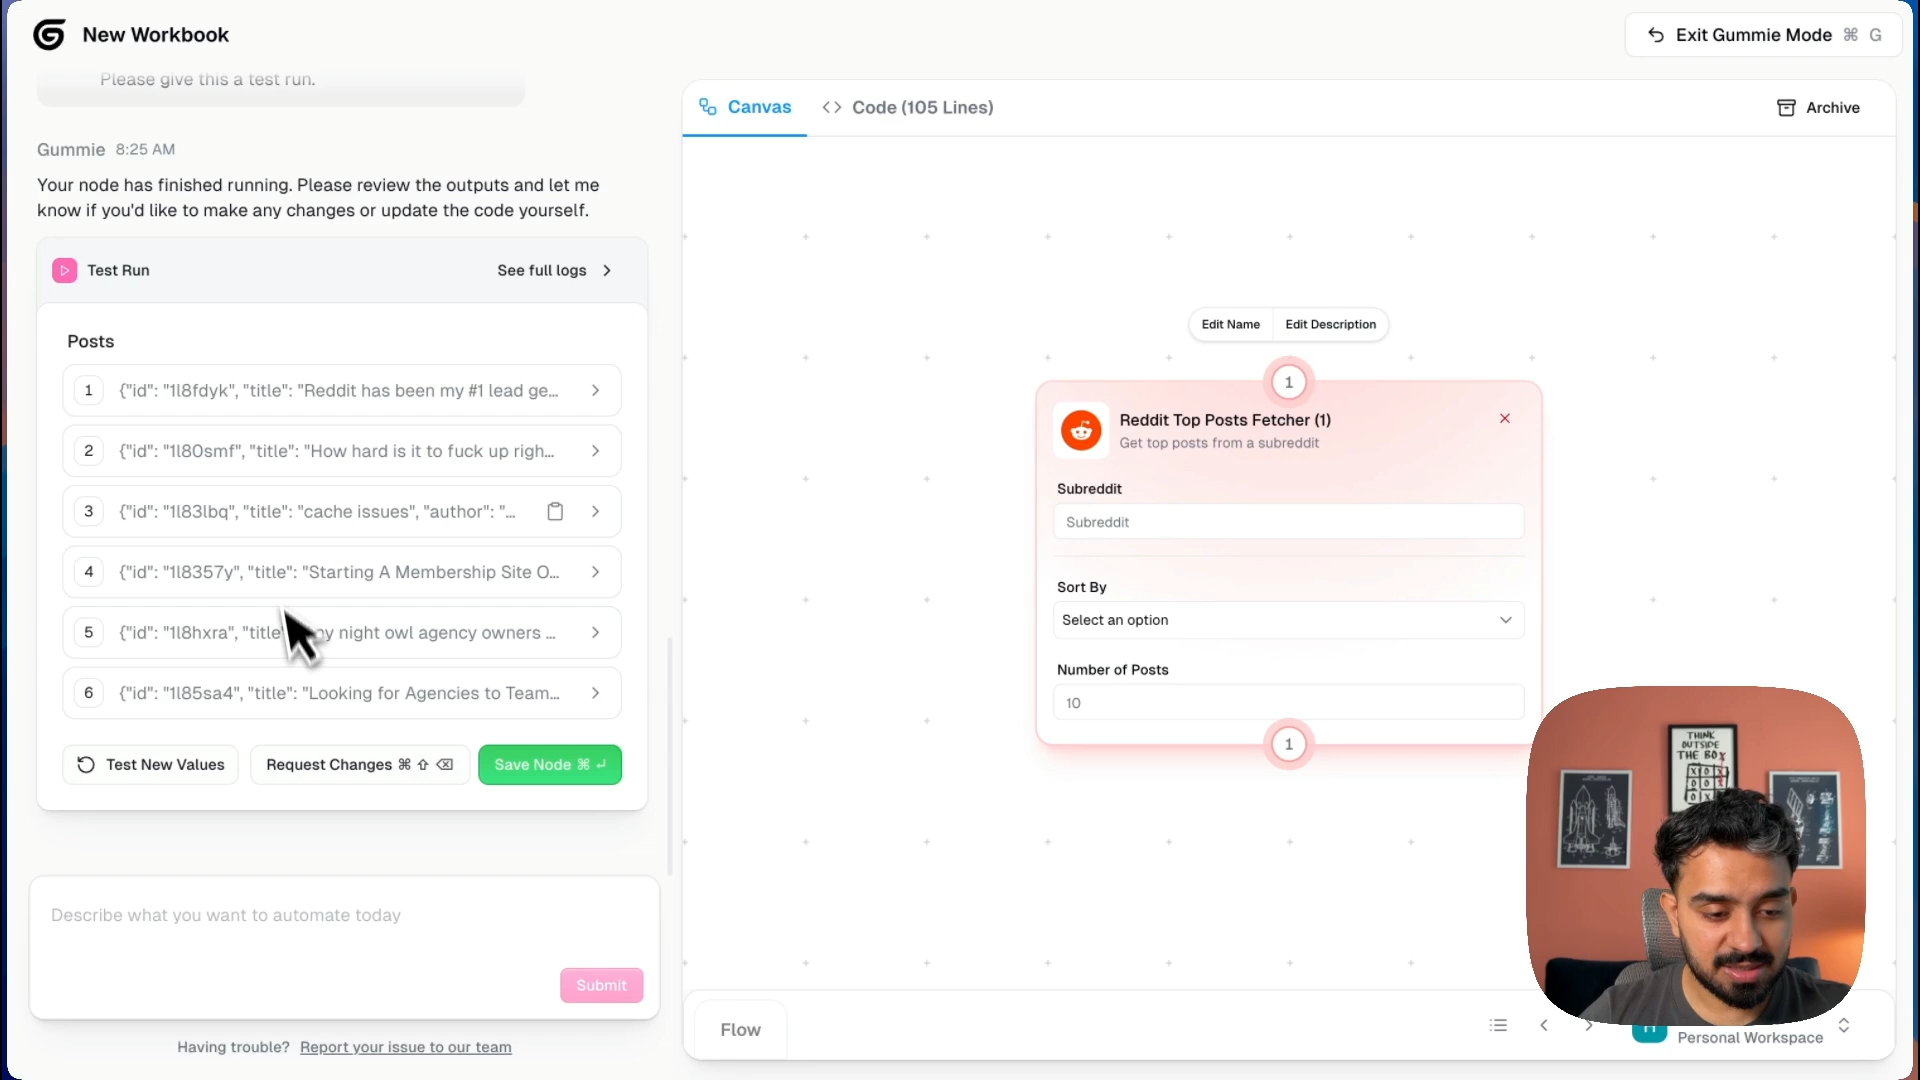 New Workbook
Exit Gummie Mode ⌘ G
Please give this a test run.
Gummie 8:25 AM
Your node has finished running. Please review the outputs and let me
know if you'd like to make any changes or update the code yourself.
Test Run
See full logs
Posts
1 {"id": "1l8fdyk", "title": "Reddit has been my #1 lead ge...
2 {"id": "1l80smf", "title": "How hard is it to fuck up righ...
3 {"id": "1l83lbq", "title": "cache issues", "author": "...
4 {"id": "1l8357y", "title": "Starting A Membership Site O...
5 {"id": "1l8hxra", "title night owl agency owners ...
6 {"id": "1l85sa4", "title": "Looking for Agencies to Team...
Test New Values
Request Changes ⌘ ⇧ ⌫
Save Node ⌘ ↵
Describe what you want to automate today
Submit
Having trouble? Report your issue to our team
Canvas
<> Code (105 Lines)
Archive
Edit Name
Edit Description
1
Reddit Top Posts Fetcher (1)
Get top posts from a subreddit
Subreddit
Subreddit
Sort By
Select an option
Number of Posts
10
1
Flow
Personal Workspace
THINK
OUTSIDE
THE BOX